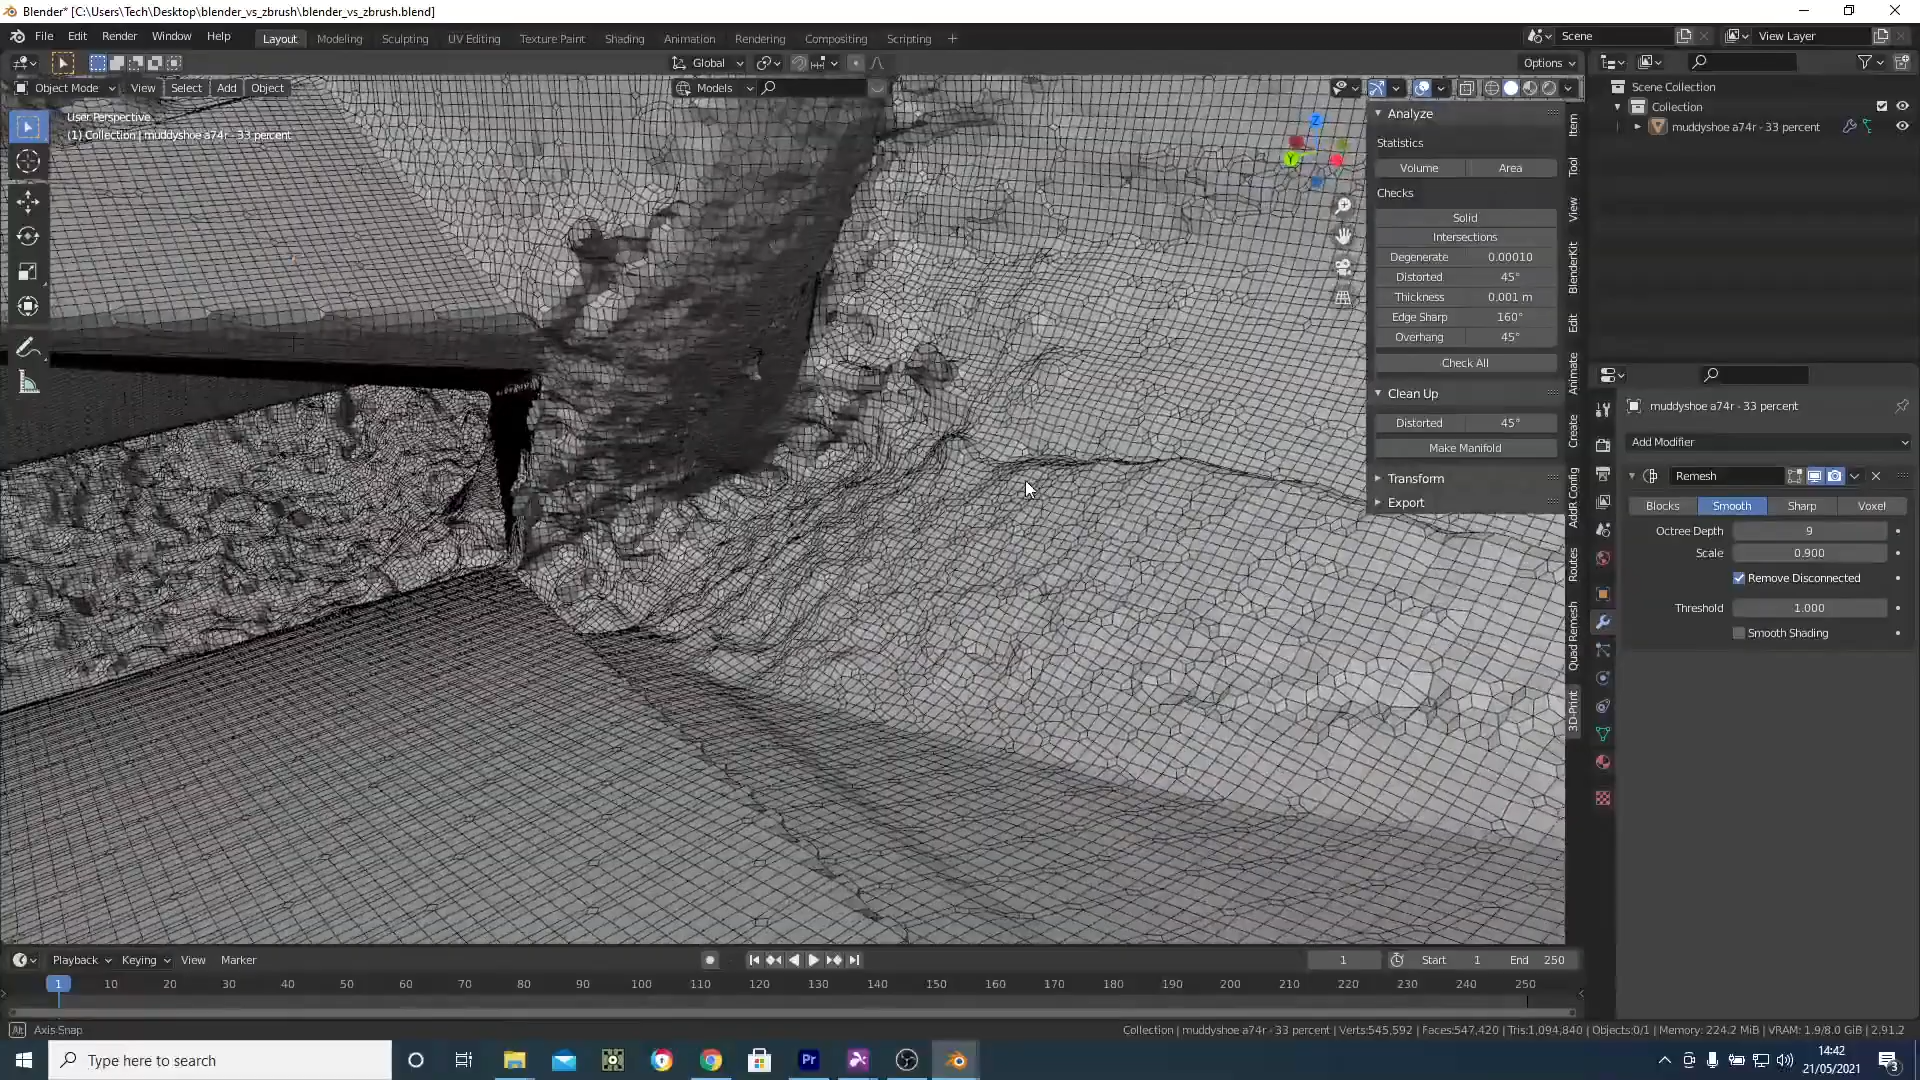 Blender* [C:\Users\Tech\Desktop\blender_vs_zbrush\blender_vs_zbrush.blend]
File Edit Render Window Help Layout Modeling Sculpting UV Editing Texture Paint Shading Animation Rendering Compositing Scripting + Scene View Layer
Global Options
Object Mode View Select Add Object Models
User Perspective
(1) Collection | muddyshoe a74r - 33 percent
Z
Y
Analyze
Statistics
Volume Area
Checks
Solid
Intersections
Degenerate 0.00010
Distorted 45°
Thickness 0.001 m
Edge Sharp 160°
Overhang 45°
Check All
Clean Up
Distorted 45°
Make Manifold
Transform
Export
Item
Tool
View
BlenderKit
Edit
Animate
Create
AddR Config
Routes
Quad Remesh
3D-Print
Scene Collection
Collection
muddyshoe a74r - 33 percent
muddyshoe a74r - 33 percent
Add Modifier
Remesh
Blocks Smooth Sharp Voxel
Octree Depth 9
Scale 0.900
Remove Disconnected
Threshold 1.000
Smooth Shading
Playback Keying View Marker 1 Start 1 End 250
1 10 20 30 40 50 60 70 80 90 100 110 120 130 140 150 160 170 180 190 200 210 220 230 240 250
Alt Axis Snap
Collection | muddyshoe a74r - 33 percent | Verts:545,592 | Faces:547,420 | Tris:1,094,840 | Objects:0/1 | Memory: 224.2 MiB | VRAM: 1.9/8.0 GiB | 2.91.2
Type here to search
Pr
14:42
21/05/2021
3